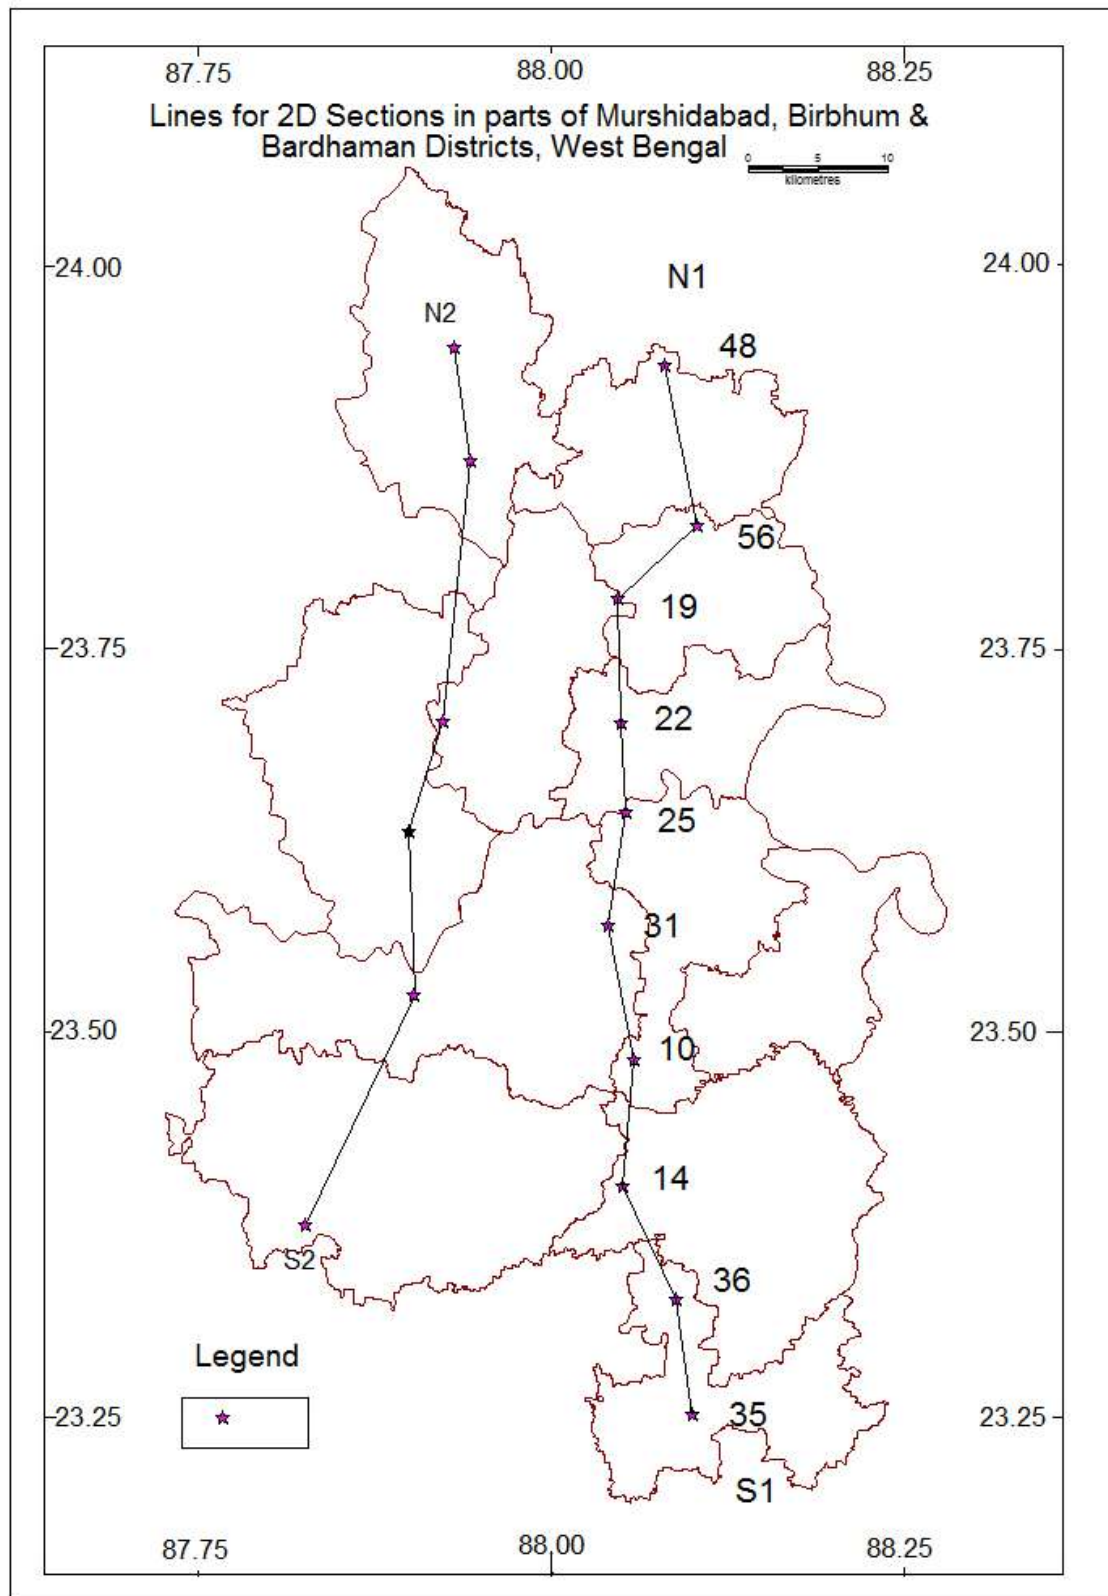 87.75
88.00
88.25
Lines for 2D Sections in parts of Murshidabad, Birbhum &
Bardhaman Districts, West Bengal
0 5 10
kilometres
24.00
24.00
N1
N2
48
56
19
23.75
23.75
22
25
31
23.50
23.50
10
14
S2
36
Legend
23.25
35
23.25
S1
87.75
88.00
88.25